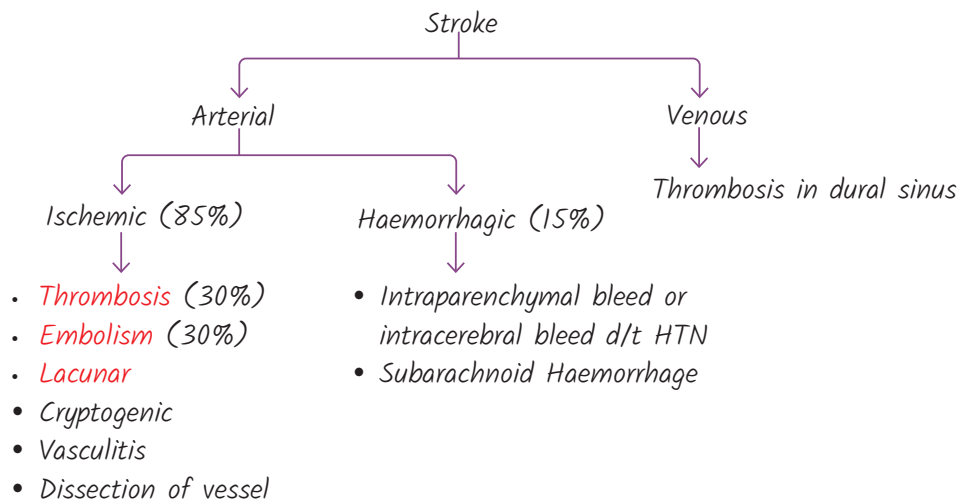 Stroke
Arterial
Venous
Thrombosis in dural sinus
Ischemic (85%)
Haemorrhagic (15%)
• Thrombosis (30%)
• Embolism (30%)
• Lacunar
• Cryptogenic
• Vasculitis
• Dissection of vessel
• Intraparenchymal bleed or
intracerebral bleed d/t HTN
• Subarachnoid Haemorrhage